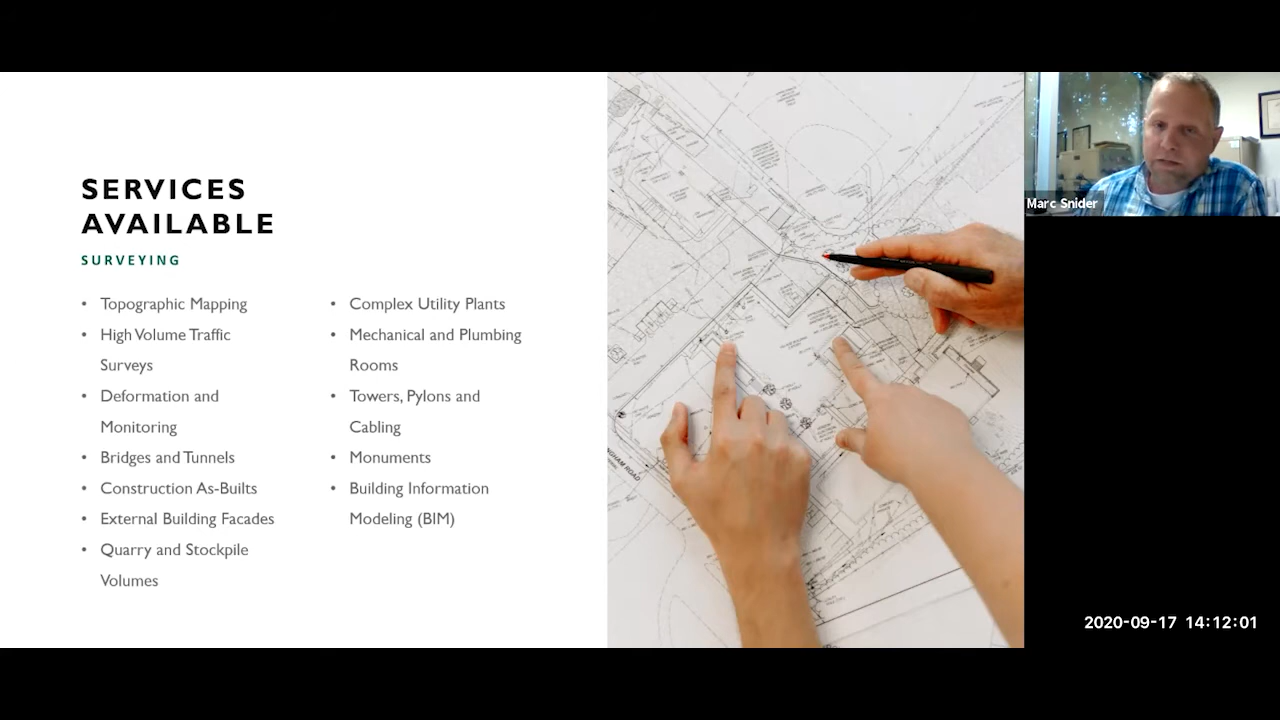 SERVICES
AVAILABLE
SURVEYING
• Topographic Mapping
• High Volume Traffic
Surveys
• Deformation and
Monitoring
• Bridges and Tunnels
• Construction As-Builts
• External Building Facades
• Quarry and Stockpile
Volumes
• Complex Utility Plants
• Mechanical and Plumbing
Rooms
• Towers, Pylons and
Cabling
• Monuments
• Building Information
Modeling (BIM)
Marc Snider
2020-09-17 14:12:01